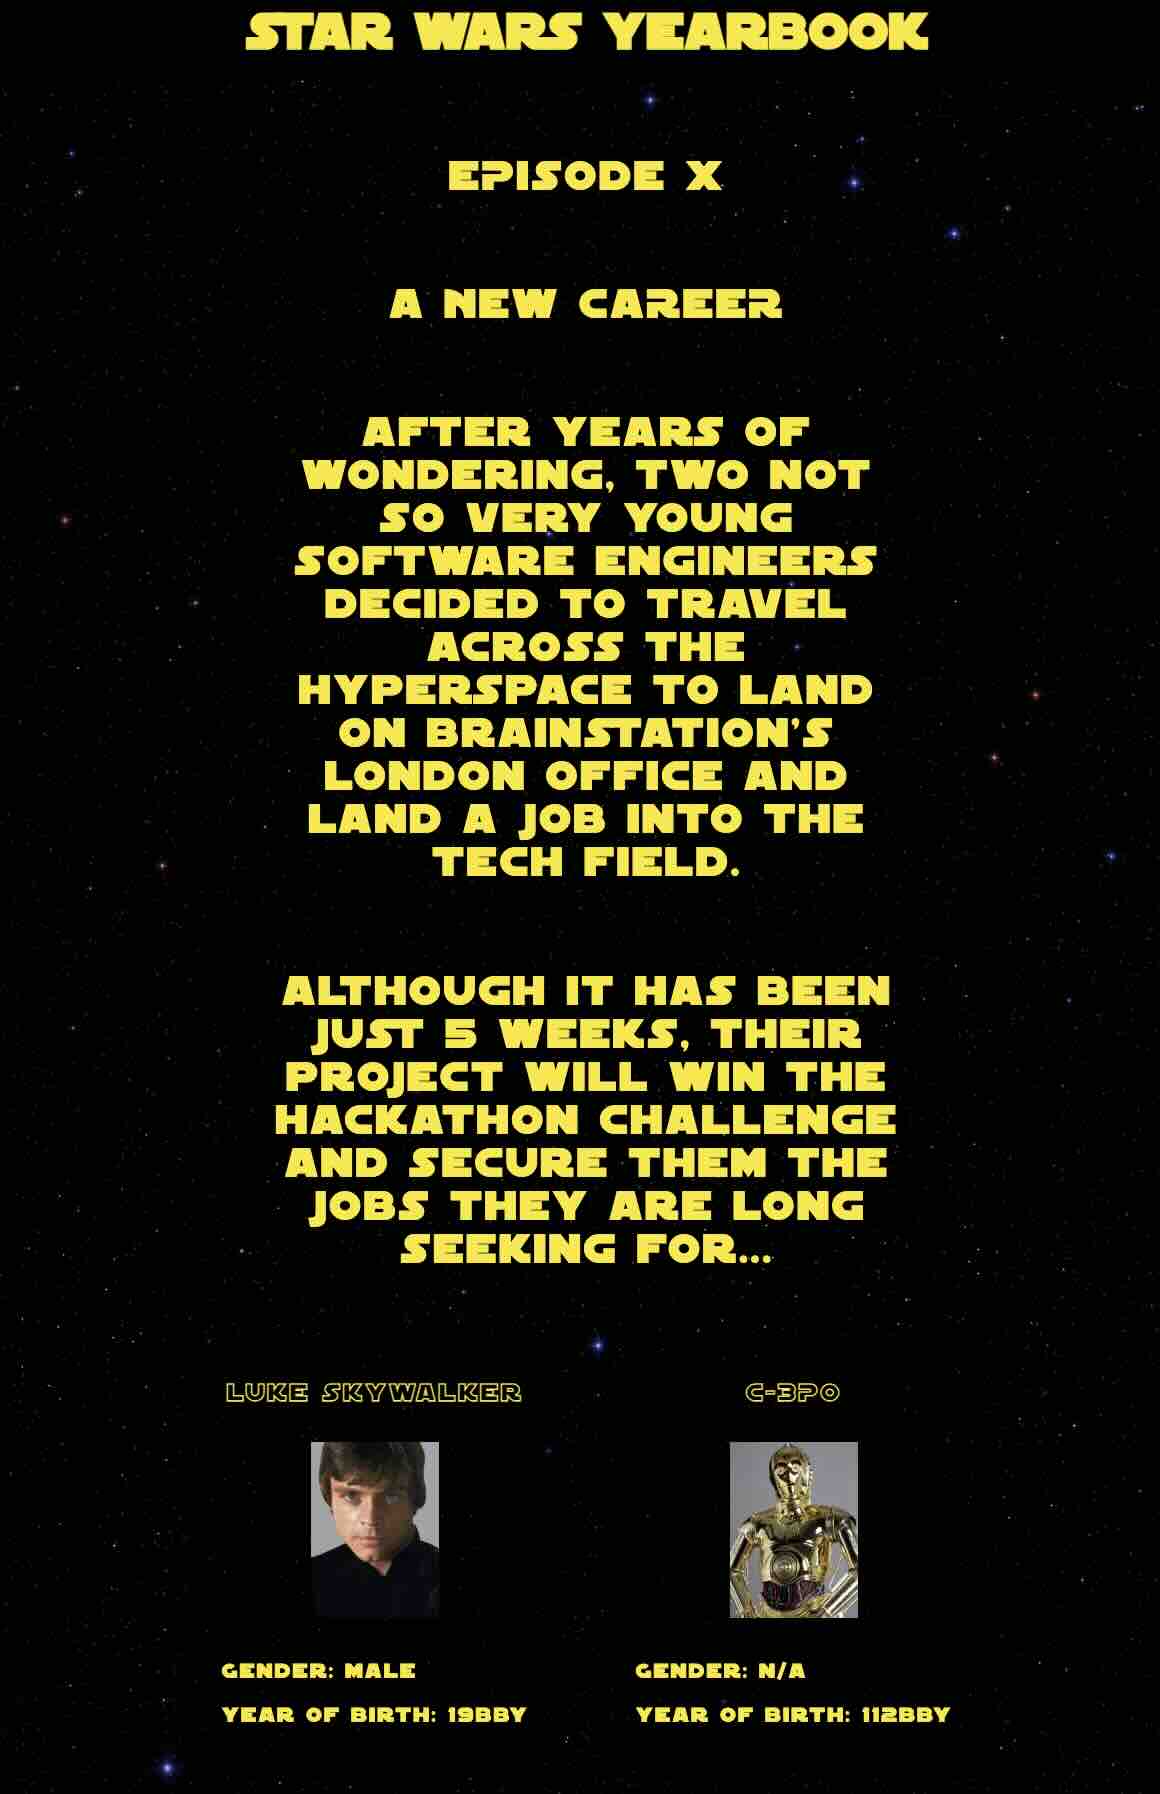 STAR WARS YEARBOOK
EPISODE X
A NEW CAREER
AFTER YEARS OF
WONDERING, TWO NOT
SO VERY YOUNG
SOFTWARE ENGINEERS
DECIDED TO TRAVEL
ACROSS THE
HYPERSPACE TO LAND
ON BRAINSTATION'S
LONDON OFFICE AND
LAND A JOB INTO THE
TECH FIELD.
ALTHOUGH IT HAS BEEN
JUST 5 WEEKS, THEIR
PROJECT WILL WIN THE
HACKATHON CHALLENGE
AND SECURE THEM THE
JOBS THEY ARE LONG
SEEKING FOR...
LUKE SKYWALKER
C-3PO
GENDER: MALE
YEAR OF BIRTH: 19BBY
GENDER: N/A
YEAR OF BIRTH: 112BBY